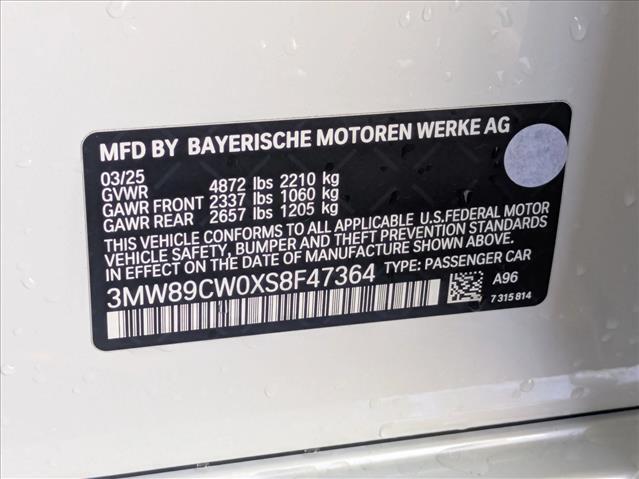 MFD BY BAYERISCHE MOTOREN WERKE AG
03/25
GVWR 4872 lbs 2210 kg
GAWR FRONT 2337 lbs 1060 kg
GAWR REAR 2657 lbs 1205 kg
THIS VEHICLE CONFORMS TO ALL APPLICABLE U.S.FEDERAL MOTOR
VEHICLE SAFETY, BUMPER AND THEFT PREVENTION STANDARDS
IN EFFECT ON THE DATE OF MANUFACTURE SHOWN ABOVE.
3MW89CW0XS8F47364 TYPE: PASSENGER CAR
A96
7 315 814